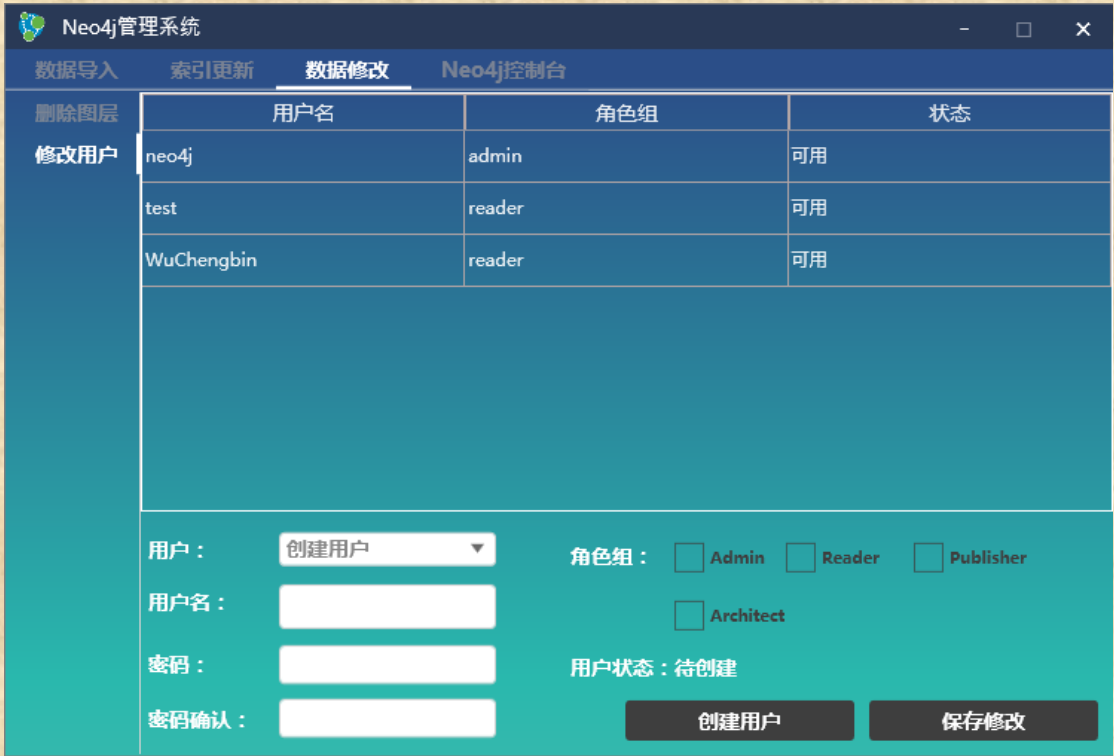 Neo4j管理系统
数据导入 索引更新 数据修改 Neo4j控制台
删除图层 用户名 角色组 状态
修改用户 neo4j admin 可用
test reader 可用
WuChengbin reader 可用
用户： 创建用户 角色组： Admin Reader Publisher
用户名： Architect
密码： 用户状态：待创建
密码确认： 创建用户 保存修改